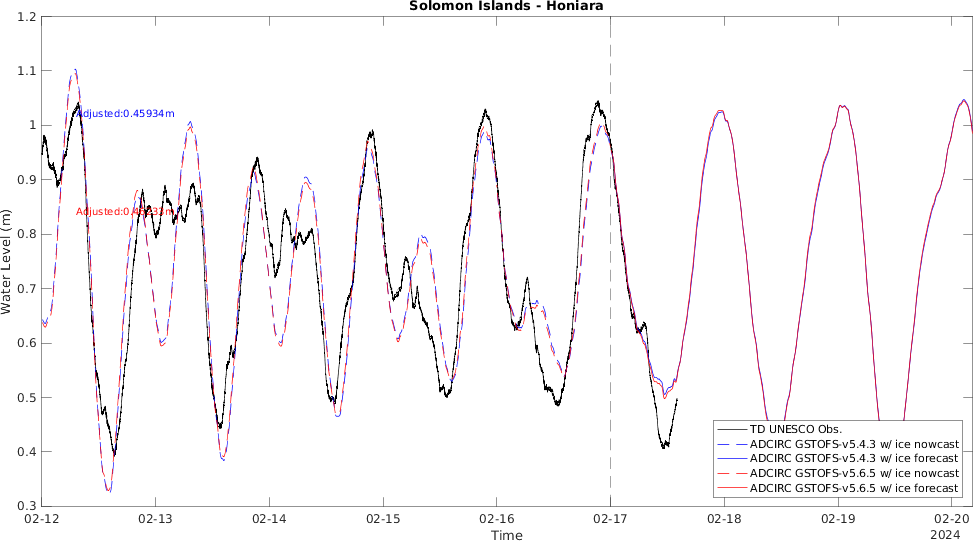 Solomon Islands - Honiara
1.2
1.1
1
0.9
0.8
0.7
0.6
0.5
0.4
0.3
Water Level (m)
Adjusted:0.45934m
TD UNESCO Obs.
ADCIRC GSTOFS-v5.4.3 w/ ice nowcast
ADCIRC GSTOFS-v5.4.3 w/ ice forecast
ADCIRC GSTOFS-v5.6.5 w/ ice nowcast
ADCIRC GSTOFS-v5.6.5 w/ ice forecast
02-12 02-13 02-14 02-15 02-16 02-17 02-18 02-19 02-20
Time
2024